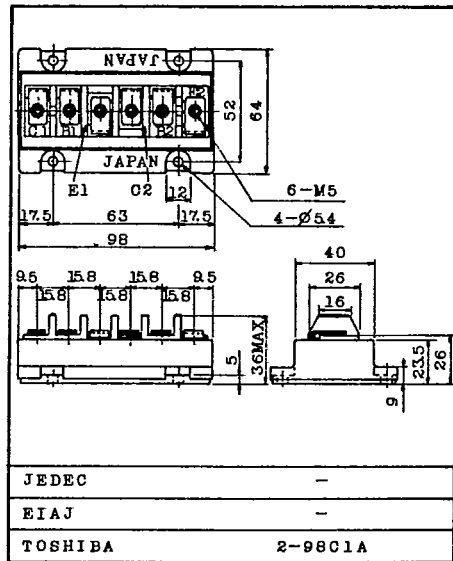 JAPAN
C1 B1 B2 E2
JAPAN
E1 C2
52
64
12
6-M5
4-Ø5.4
17.5 63 17.5
98
9.5 15.8 15.8 9.5
15.8 15.8 15.8
5
36MAX
40
26
16
9
23.5
26
JEDEC –
EIAJ –
TOSHIBA 2-98C1A